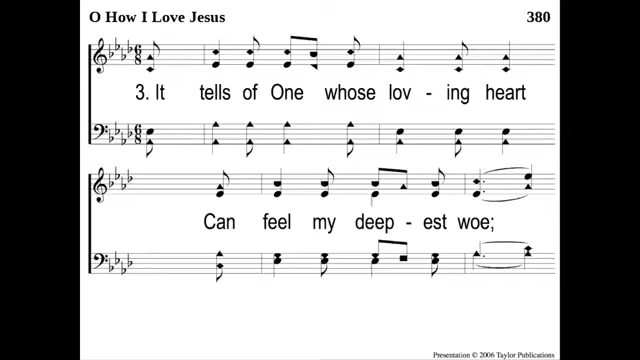 O How I Love Jesus 380
3. It tells of One whose lov - ing heart
Can feel my deep - est woe;
Presentation © 2006 Taylor Publications